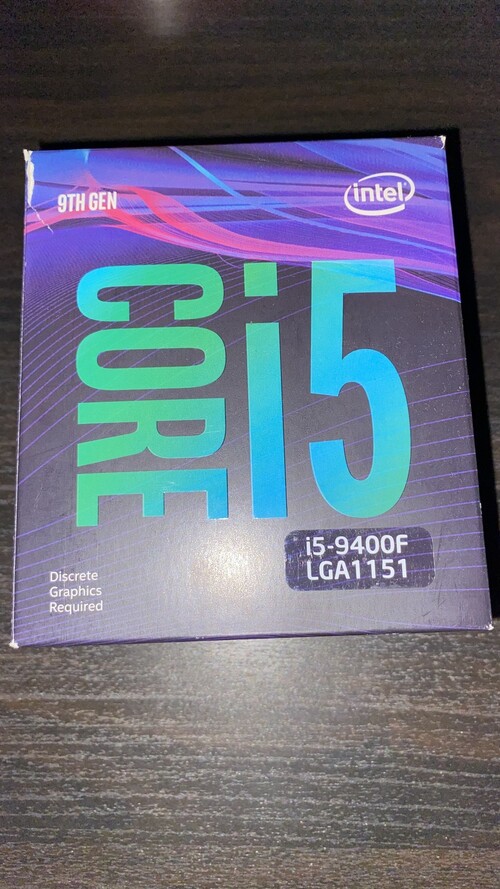 9TH GEN
intel
CORE i5
i5-9400F
LGA1151
Discrete
Graphics
Required